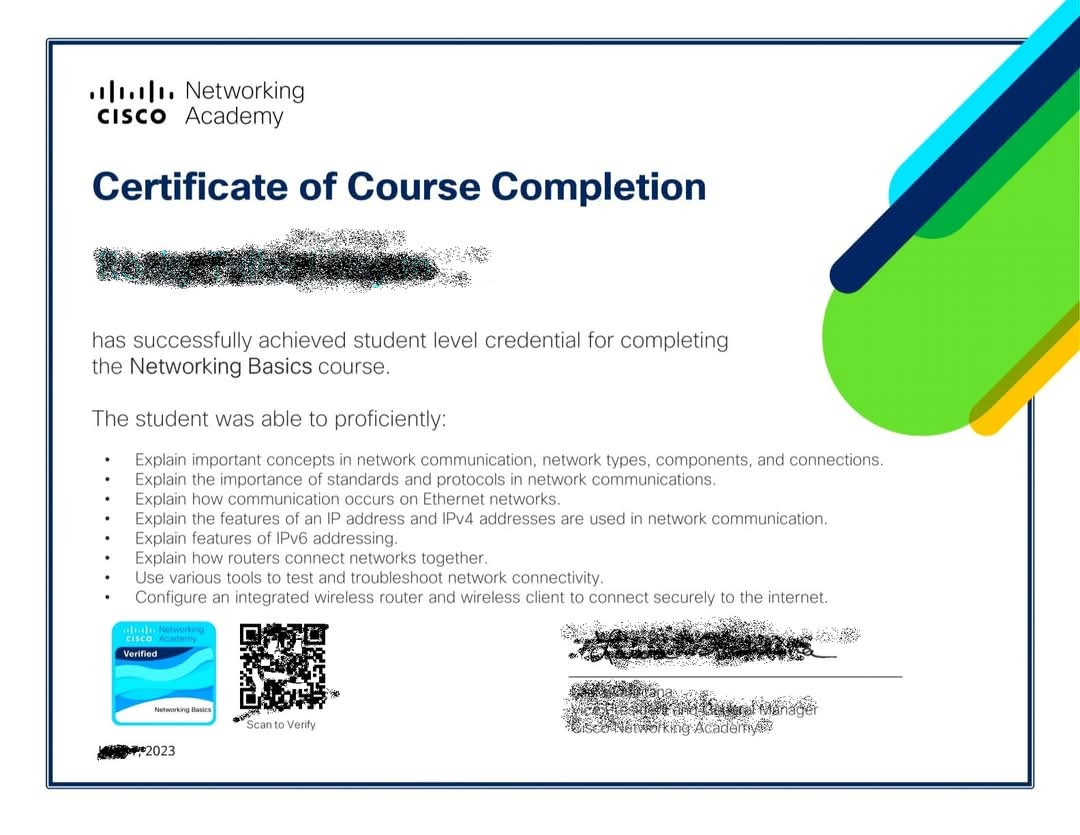 Networking
CISCO Academy
Certificate of Course Completion
has successfully achieved student level credential for completing
the Networking Basics course.
The student was able to proficiently:
• Explain important concepts in network communication, network types, components, and connections.
• Explain the importance of standards and protocols in network communications.
• Explain how communication occurs on Ethernet networks.
• Explain the features of an IP address and IPv4 addresses are used in network communication.
• Explain features of IPv6 addressing.
• Explain how routers connect networks together.
• Use various tools to test and troubleshoot network connectivity.
• Configure an integrated wireless router and wireless client to connect securely to the internet.
Networking
CISCO Academy
Verified
Networking Basics
Scan to Verify
and General Manager
Cisco Networking Academy
2023